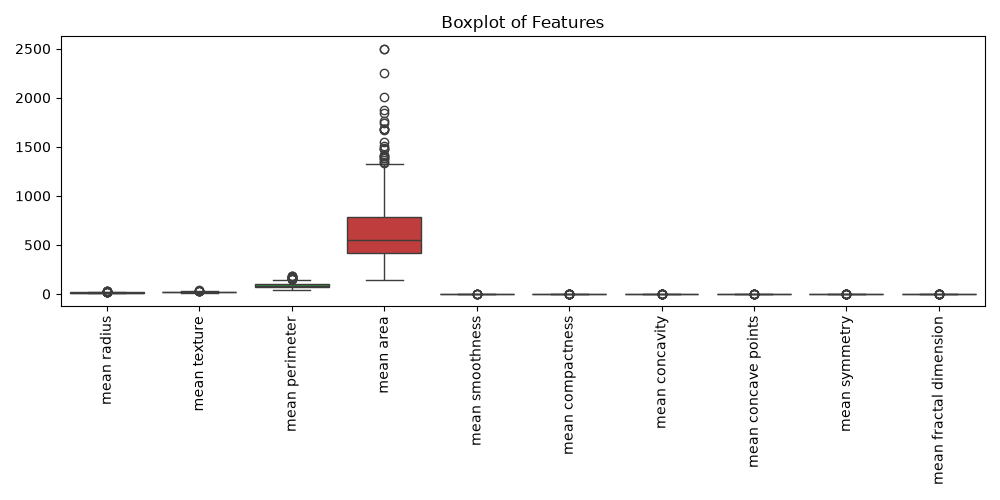 Boxplot of Features
2500
2000
1500
1000
500
0
mean radius
mean texture
mean perimeter
mean area
mean smoothness
mean compactness
mean concavity
mean concave points
mean symmetry
mean fractal dimension